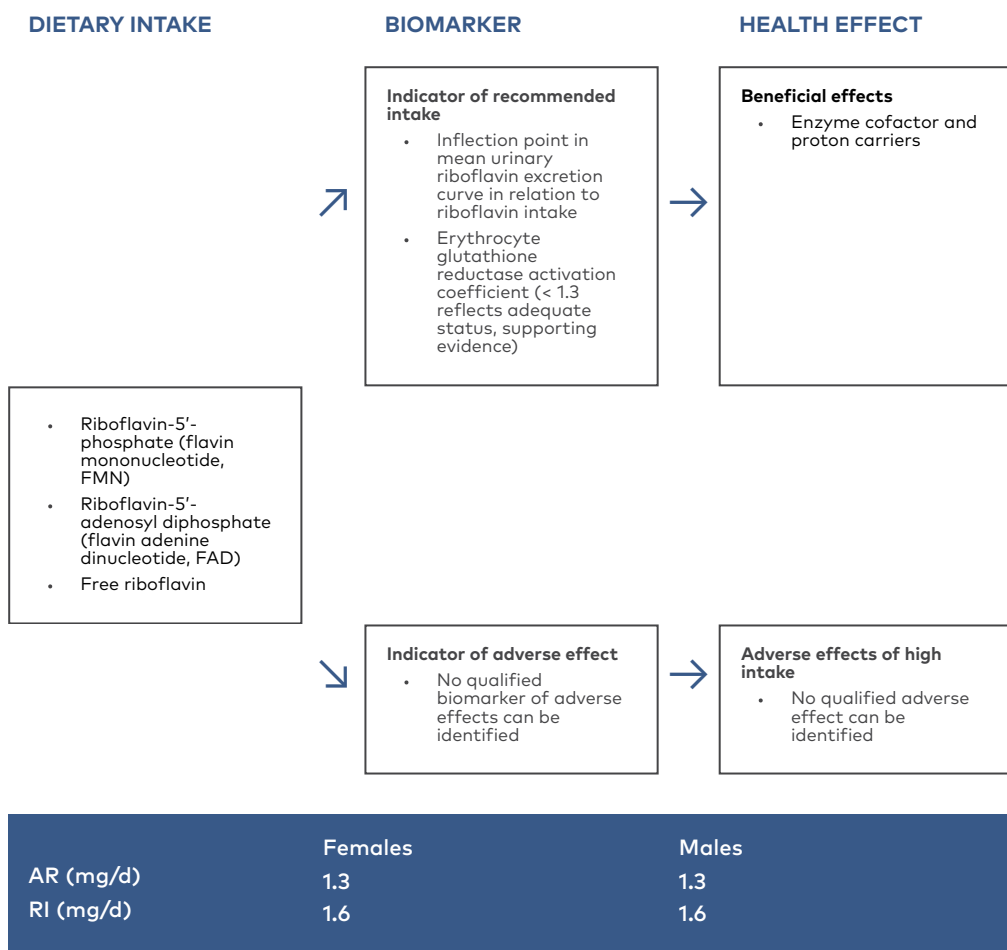 DIETARY INTAKE
BIOMARKER
HEALTH EFFECT
Indicator of recommended
intake
• Inflection point in
mean urinary
riboflavin excretion
curve in relation to
riboflavin intake
• Erythrocyte
glutathione
reductase activation
coefficient (< 1.3
reflects adequate
status, supporting
evidence)
Beneficial effects
• Enzyme cofactor and
proton carriers
• Riboflavin-5’-
phosphate (flavin
mononucleotide,
FMN)
• Riboflavin-5’-
adenosyl diphosphate
(flavin adenine
dinucleotide, FAD)
• Free riboflavin
Indicator of adverse effect
• No qualified
biomarker of adverse
effects can be
identified
Adverse effects of high
intake
• No qualified adverse
effect can be
identified
Females Males
AR (mg/d) 1.3 1.3
RI (mg/d) 1.6 1.6